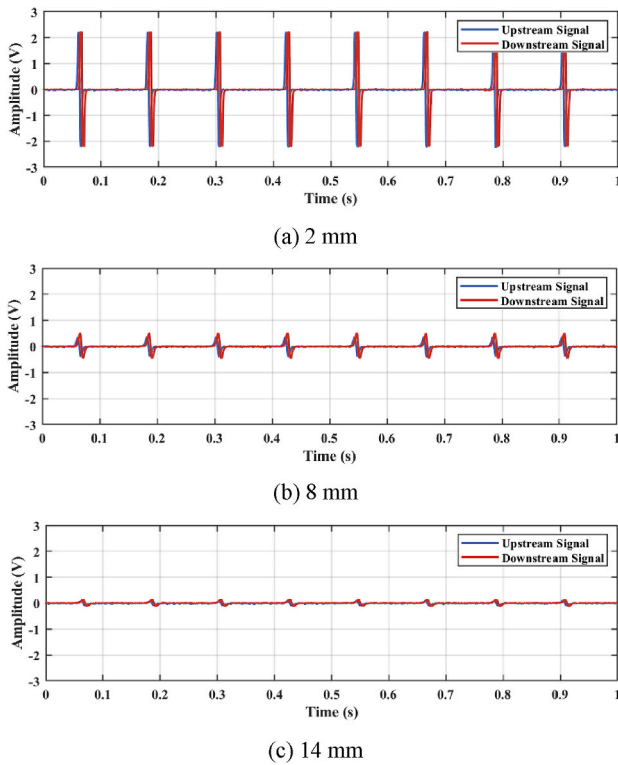 3
2
1
0
-1
-2
-3
Amplitude (V)
Upstream Signal
Downstream Signal
0 0.1 0.2 0.3 0.4 0.5 0.6 0.7 0.8 0.9 1
Time (s)
(a) 2 mm
3
2
1
0
-1
-2
-3
Amplitude (V)
Upstream Signal
Downstream Signal
0 0.1 0.2 0.3 0.4 0.5 0.6 0.7 0.8 0.9 1
Time (s)
(b) 8 mm
3
2
1
0
-1
-2
-3
Amplitude (V)
Upstream Signal
Downstream Signal
0 0.1 0.2 0.3 0.4 0.5 0.6 0.7 0.8 0.9 1
Time (s)
(c) 14 mm